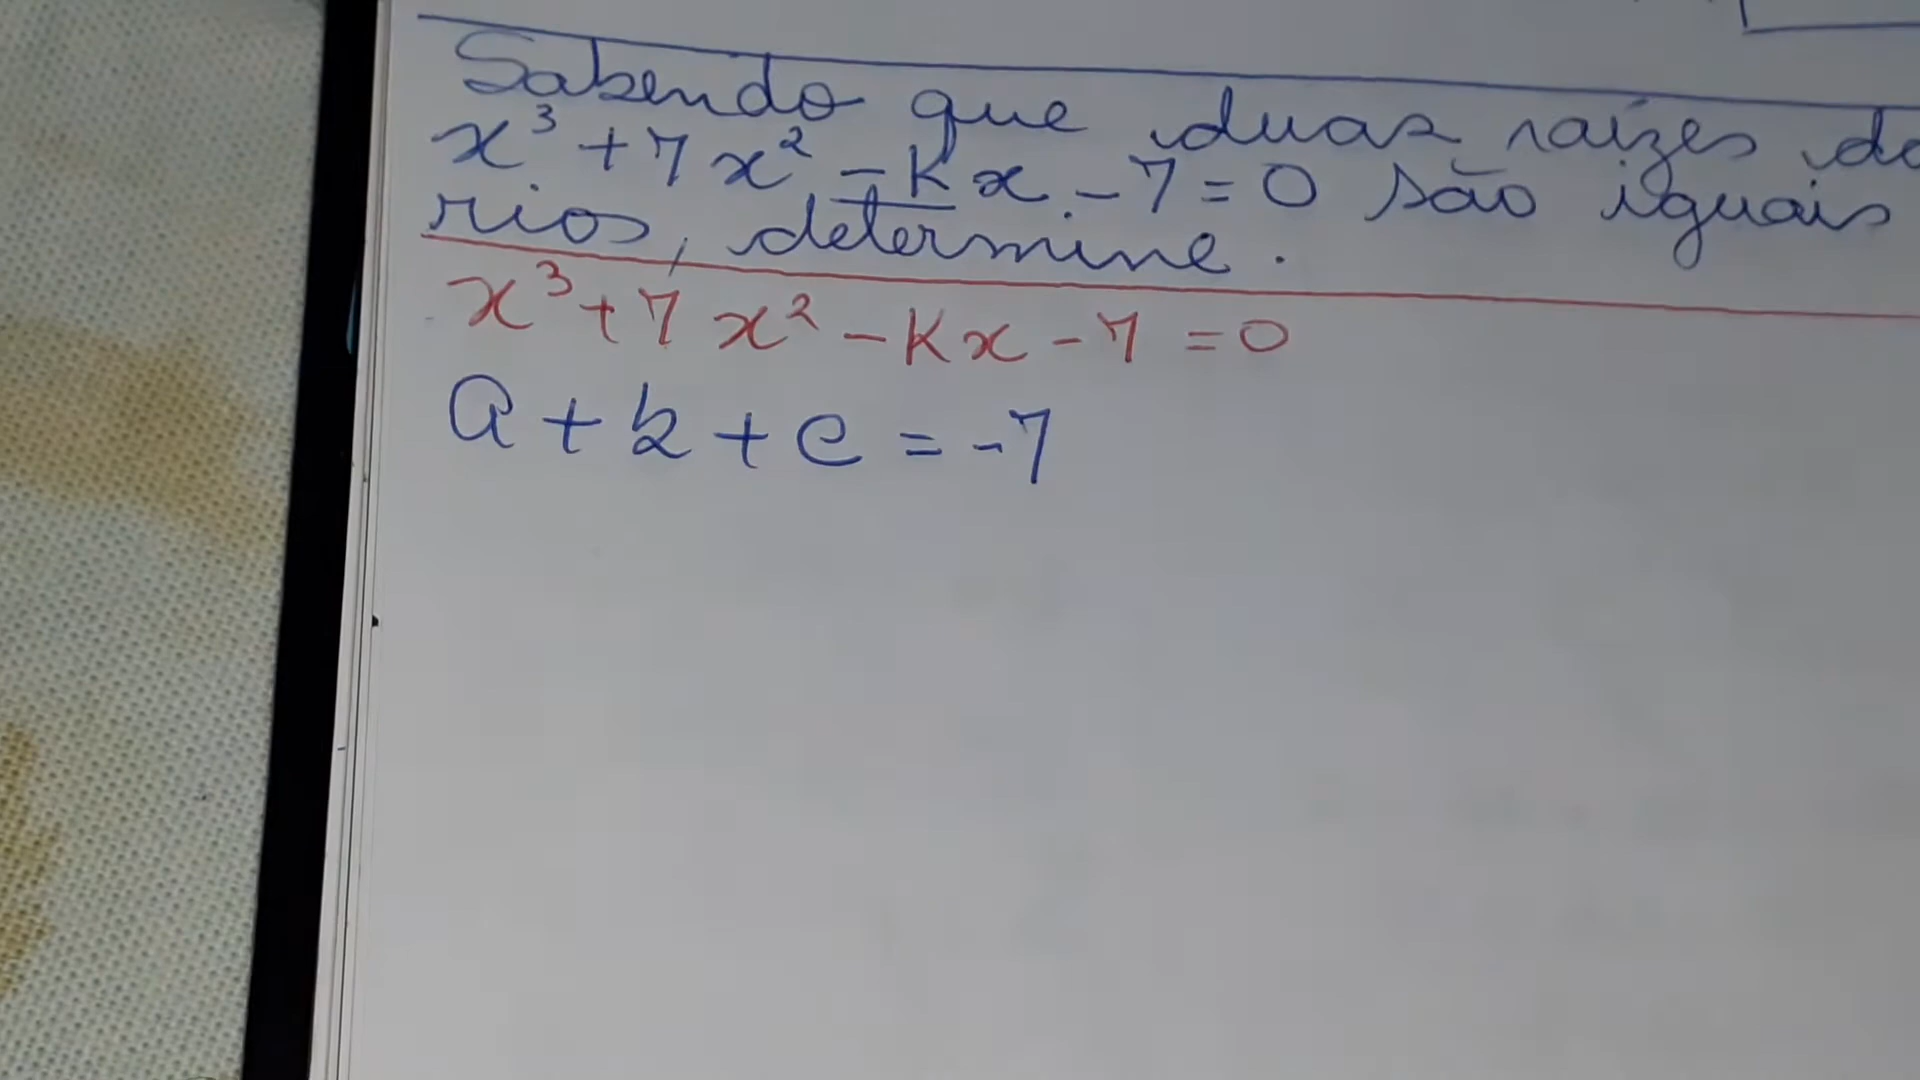 Sabendo que duas raízes da
x³ + 7x² - Kx - 7 = 0 são iguais
rios, determine.
x³ + 7x² - Kx - 7 = 0
a + b + c = -7